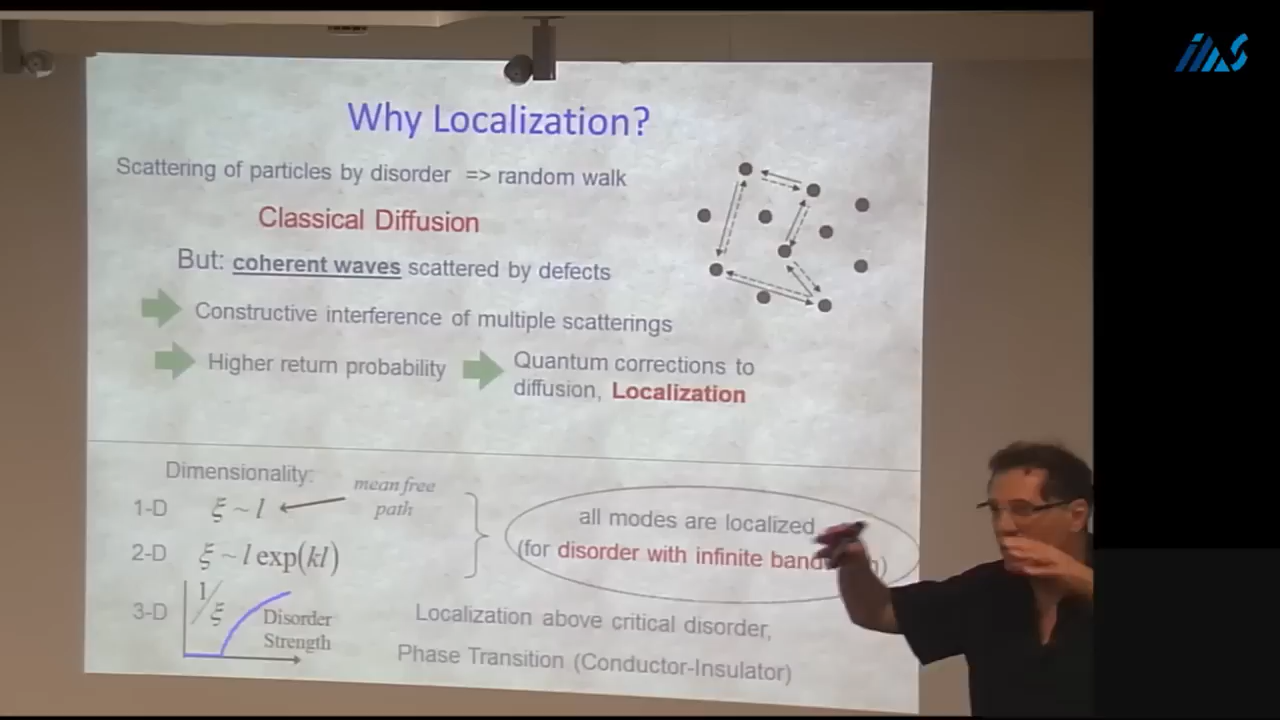 IIAS
Why Localization?
Scattering of particles by disorder => random walk
Classical Diffusion
But: coherent waves scattered by defects
Constructive interference of multiple scatterings
Higher return probability
Quantum corrections to
diffusion, Localization
Dimensionality:
mean free
path
1-D ξ ~ l
2-D ξ ~ l exp(kl)
all modes are localized
(for disorder with infinite
3-D 1/ξ
Disorder
Strength
Localization above critical disorder,
Phase Transition (Conductor-Insulator)